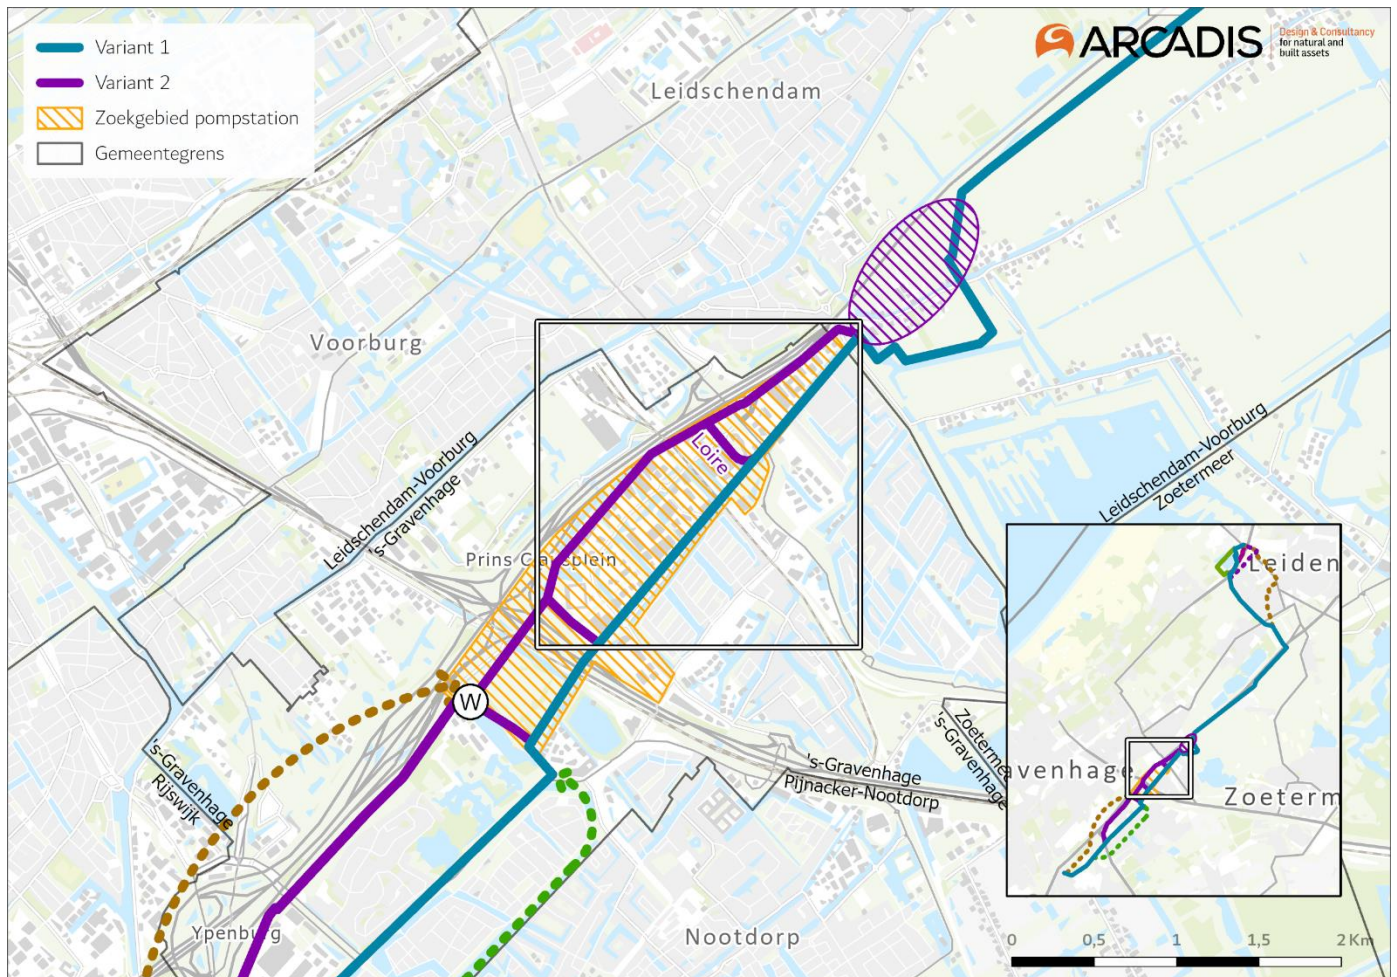 Variant 1
Variant 2
Zoekgebied pompstation
Gemeentegrens
ARCADIS
Design & Consultancy
for natural and
built assets
Leidschendam
Voorburg
Leidschendam-Voorburg
's-Gravenhage
Loire
Prins Clausplein
W
Leidschendam-Voorburg
Zoetermeer
's-Gravenhage
Rijswijk
's-Gravenhage
Pijnacker-Nootdorp
Zoetermeer
's-Gravenhage
Ypenburg
Nootdorp
Leiden
avenhage
Zoeterm
0 0,5 1 1,5 2 Km